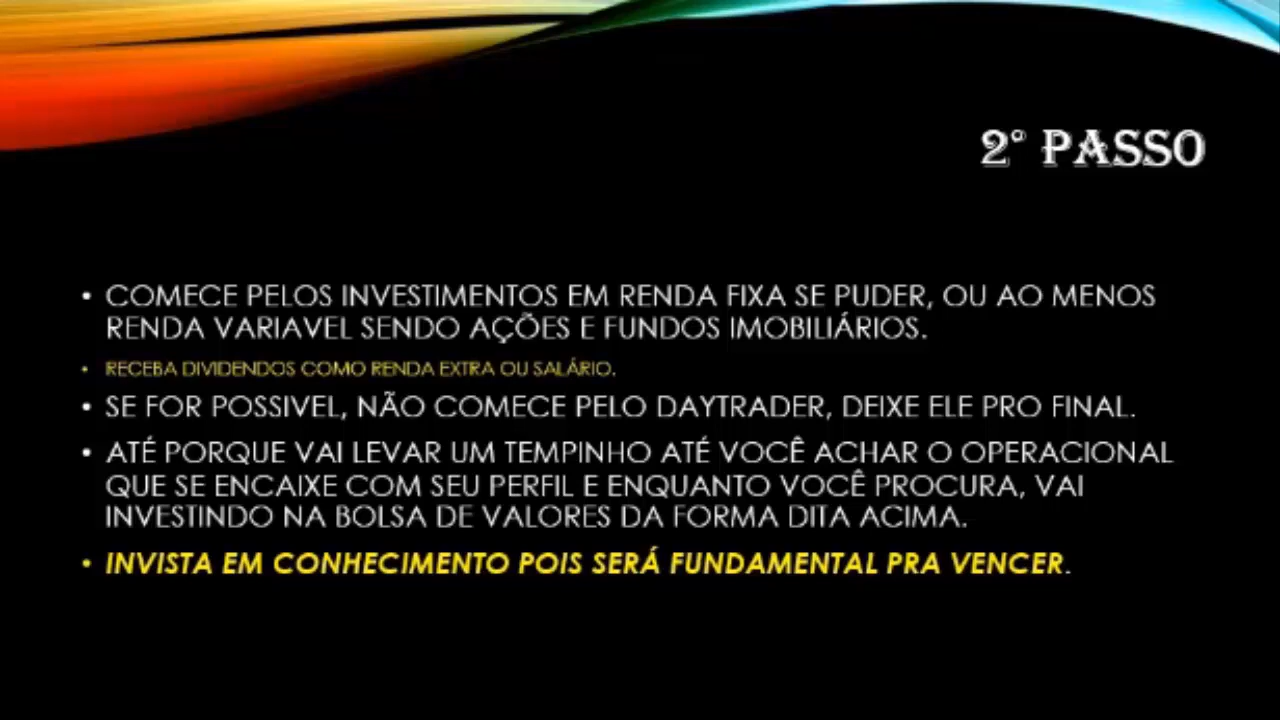 2º PASSO
• COMECE PELOS INVESTIMENTOS EM RENDA FIXA SE PUDER, OU AO MENOS
RENDA VARIAVEL SENDO AÇÕES E FUNDOS IMOBILIÁRIOS.
• RECEBA DIVIDENDOS COMO RENDA EXTRA OU SALÁRIO.
• SE FOR POSSIVEL, NÃO COMECE PELO DAYTRADER, DEIXE ELE PRO FINAL.
• ATÉ PORQUE VAI LEVAR UM TEMPINHO ATÉ VOCÊ ACHAR O OPERACIONAL
QUE SE ENCAIXE COM SEU PERFIL E ENQUANTO VOCÊ PROCURA, VAI
INVESTINDO NA BOLSA DE VALORES DA FORMA DITA ACIMA.
• INVISTA EM CONHECIMENTO POIS SERÁ FUNDAMENTAL PRA VENCER.